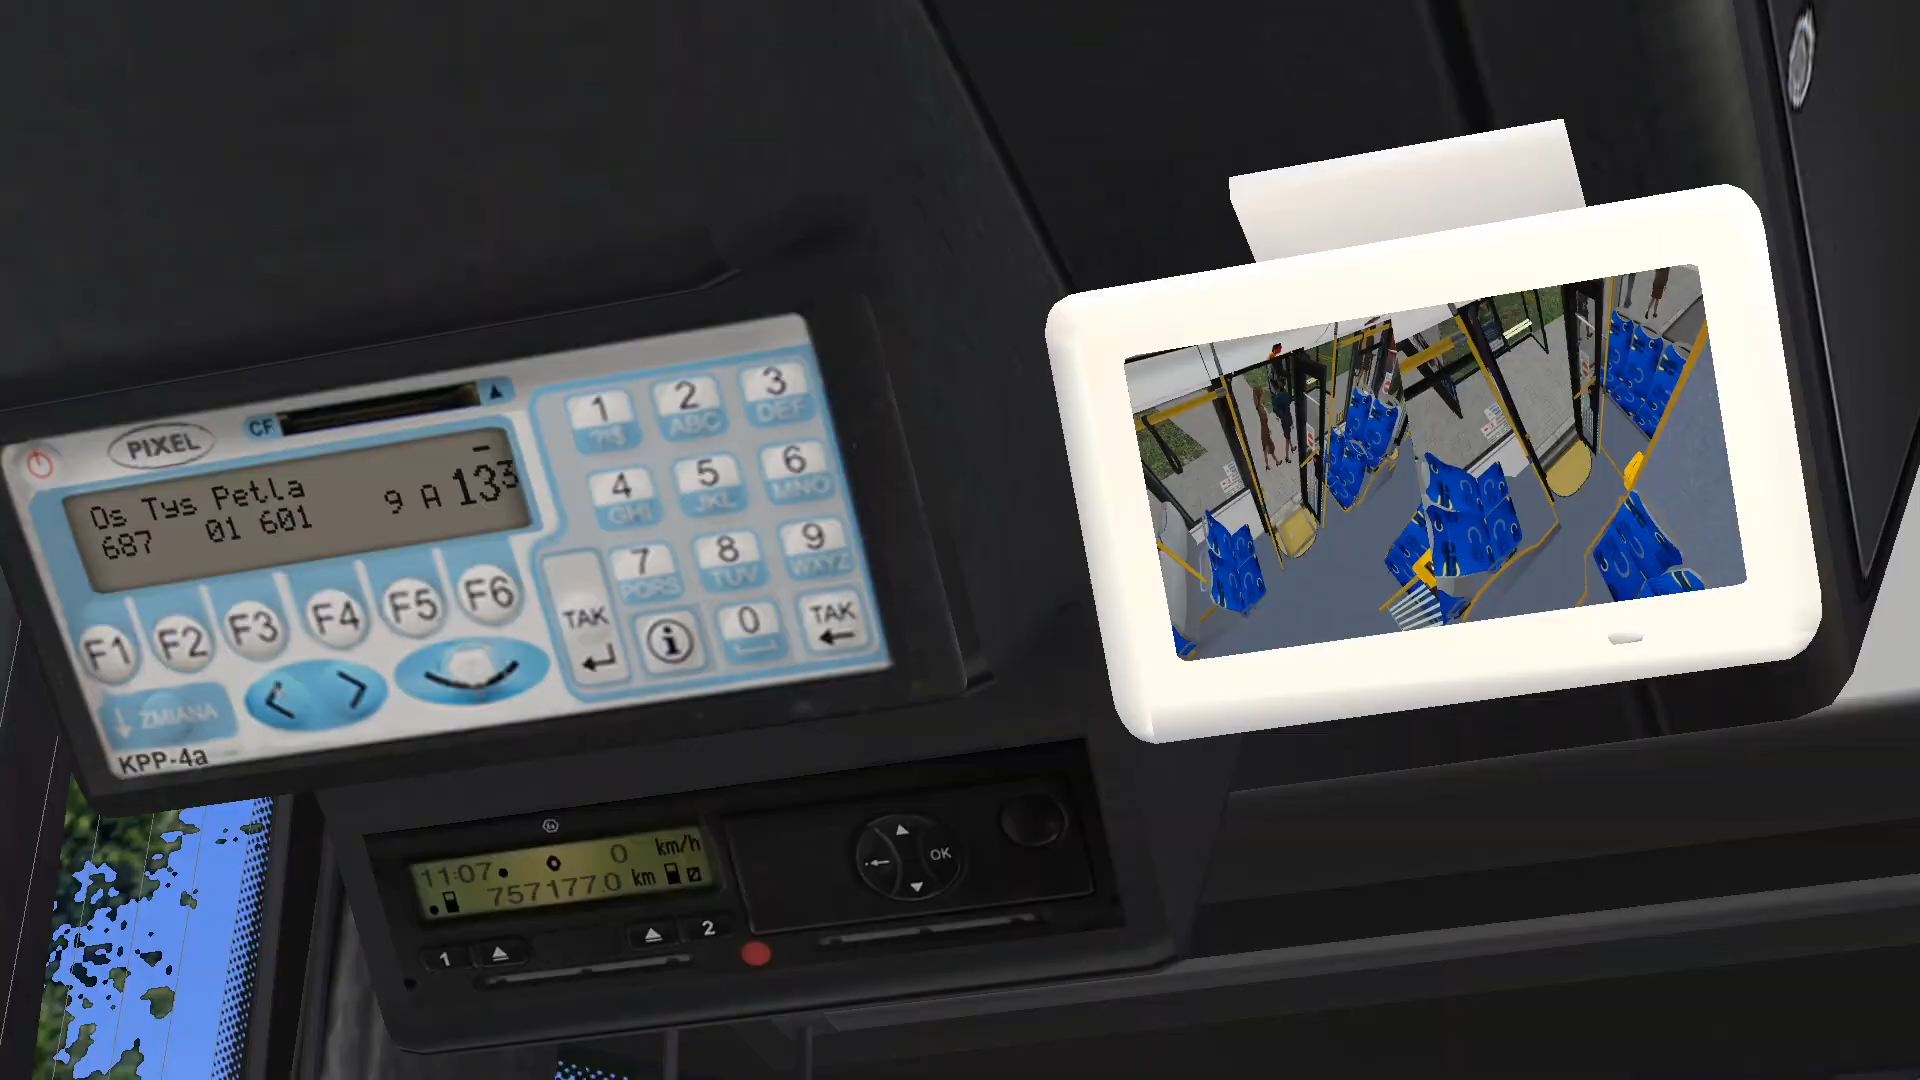 CF ▲
PIXEL
Os Tys Petla
687 01 601
9 A 13³
–
1
2 ABC
3 DEF
4 GHI
5 JKL
6 MNO
7 PQRS
8 TUV
9 WXYZ
0
TAK
TAK
i
F1 F2 F3 F4 F5 F6
ZMIANA
KPP-4a
11:07 0 km/h
757177.0 km
OK
1 2